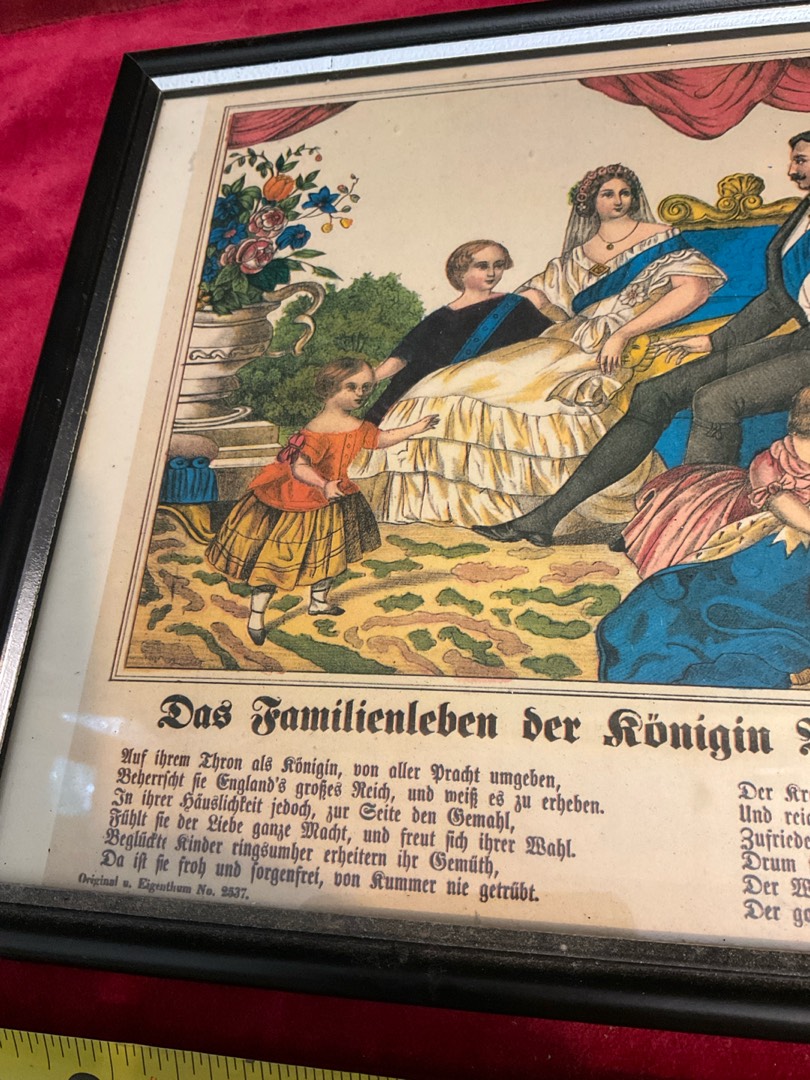 Das Familienleben der Königin
Auf ihrem Thron als Königin, von aller Pracht umgeben,
Beherrscht sie England's großes Reich, und weiß es zu erheben.
In ihrer Häuslichkeit jedoch, zur Seite den Gemahl,
Fühlt sie der Liebe ganze Macht, und freut sich ihrer Wahl.
Beglückte Kinder ringsumher erheitern ihr Gemüth,
Da ist sie froh und sorgenfrei, von Kummer nie getrübt.
Original u. Eigenthum No. 2537.
Der
Und
Drum
Der
Der